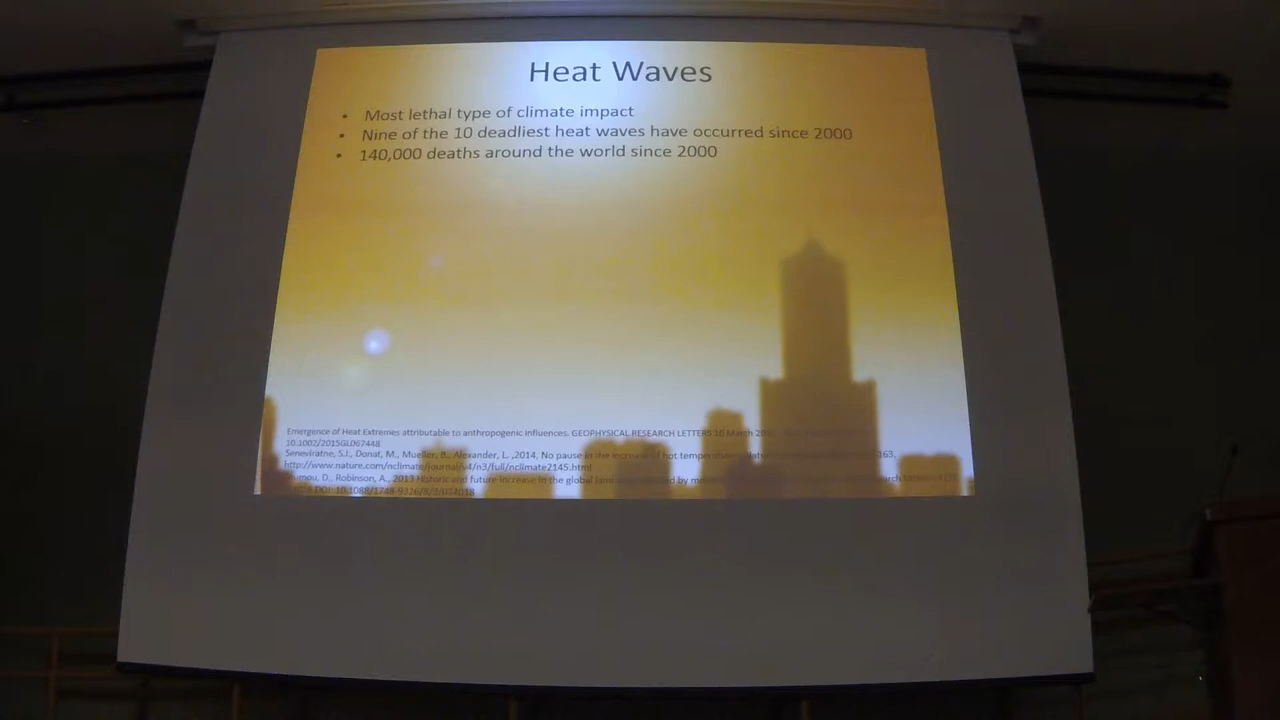 Heat Waves
• Most lethal type of climate impact
• Nine of the 10 deadliest heat waves have occurred since 2000
• 140,000 deaths around the world since 2000
Emergence of Heat Extremes attributable to anthropogenic influences. GEOPHYSICAL RESEARCH LETTERS 16 March
10.1002/2015GL067448
Seneviratne, S.I., Donat, M., Mueller, B., Alexander, L. ,2014, No pause in the increase of hot temperature
http://www.nature.com/nclimate/journal/v4/n3/full/nclimate2145.html
D., Robinson, A., 2013 Historic and future increase in the global land
DOI: 10.1088/1748-9326/8/3/034018